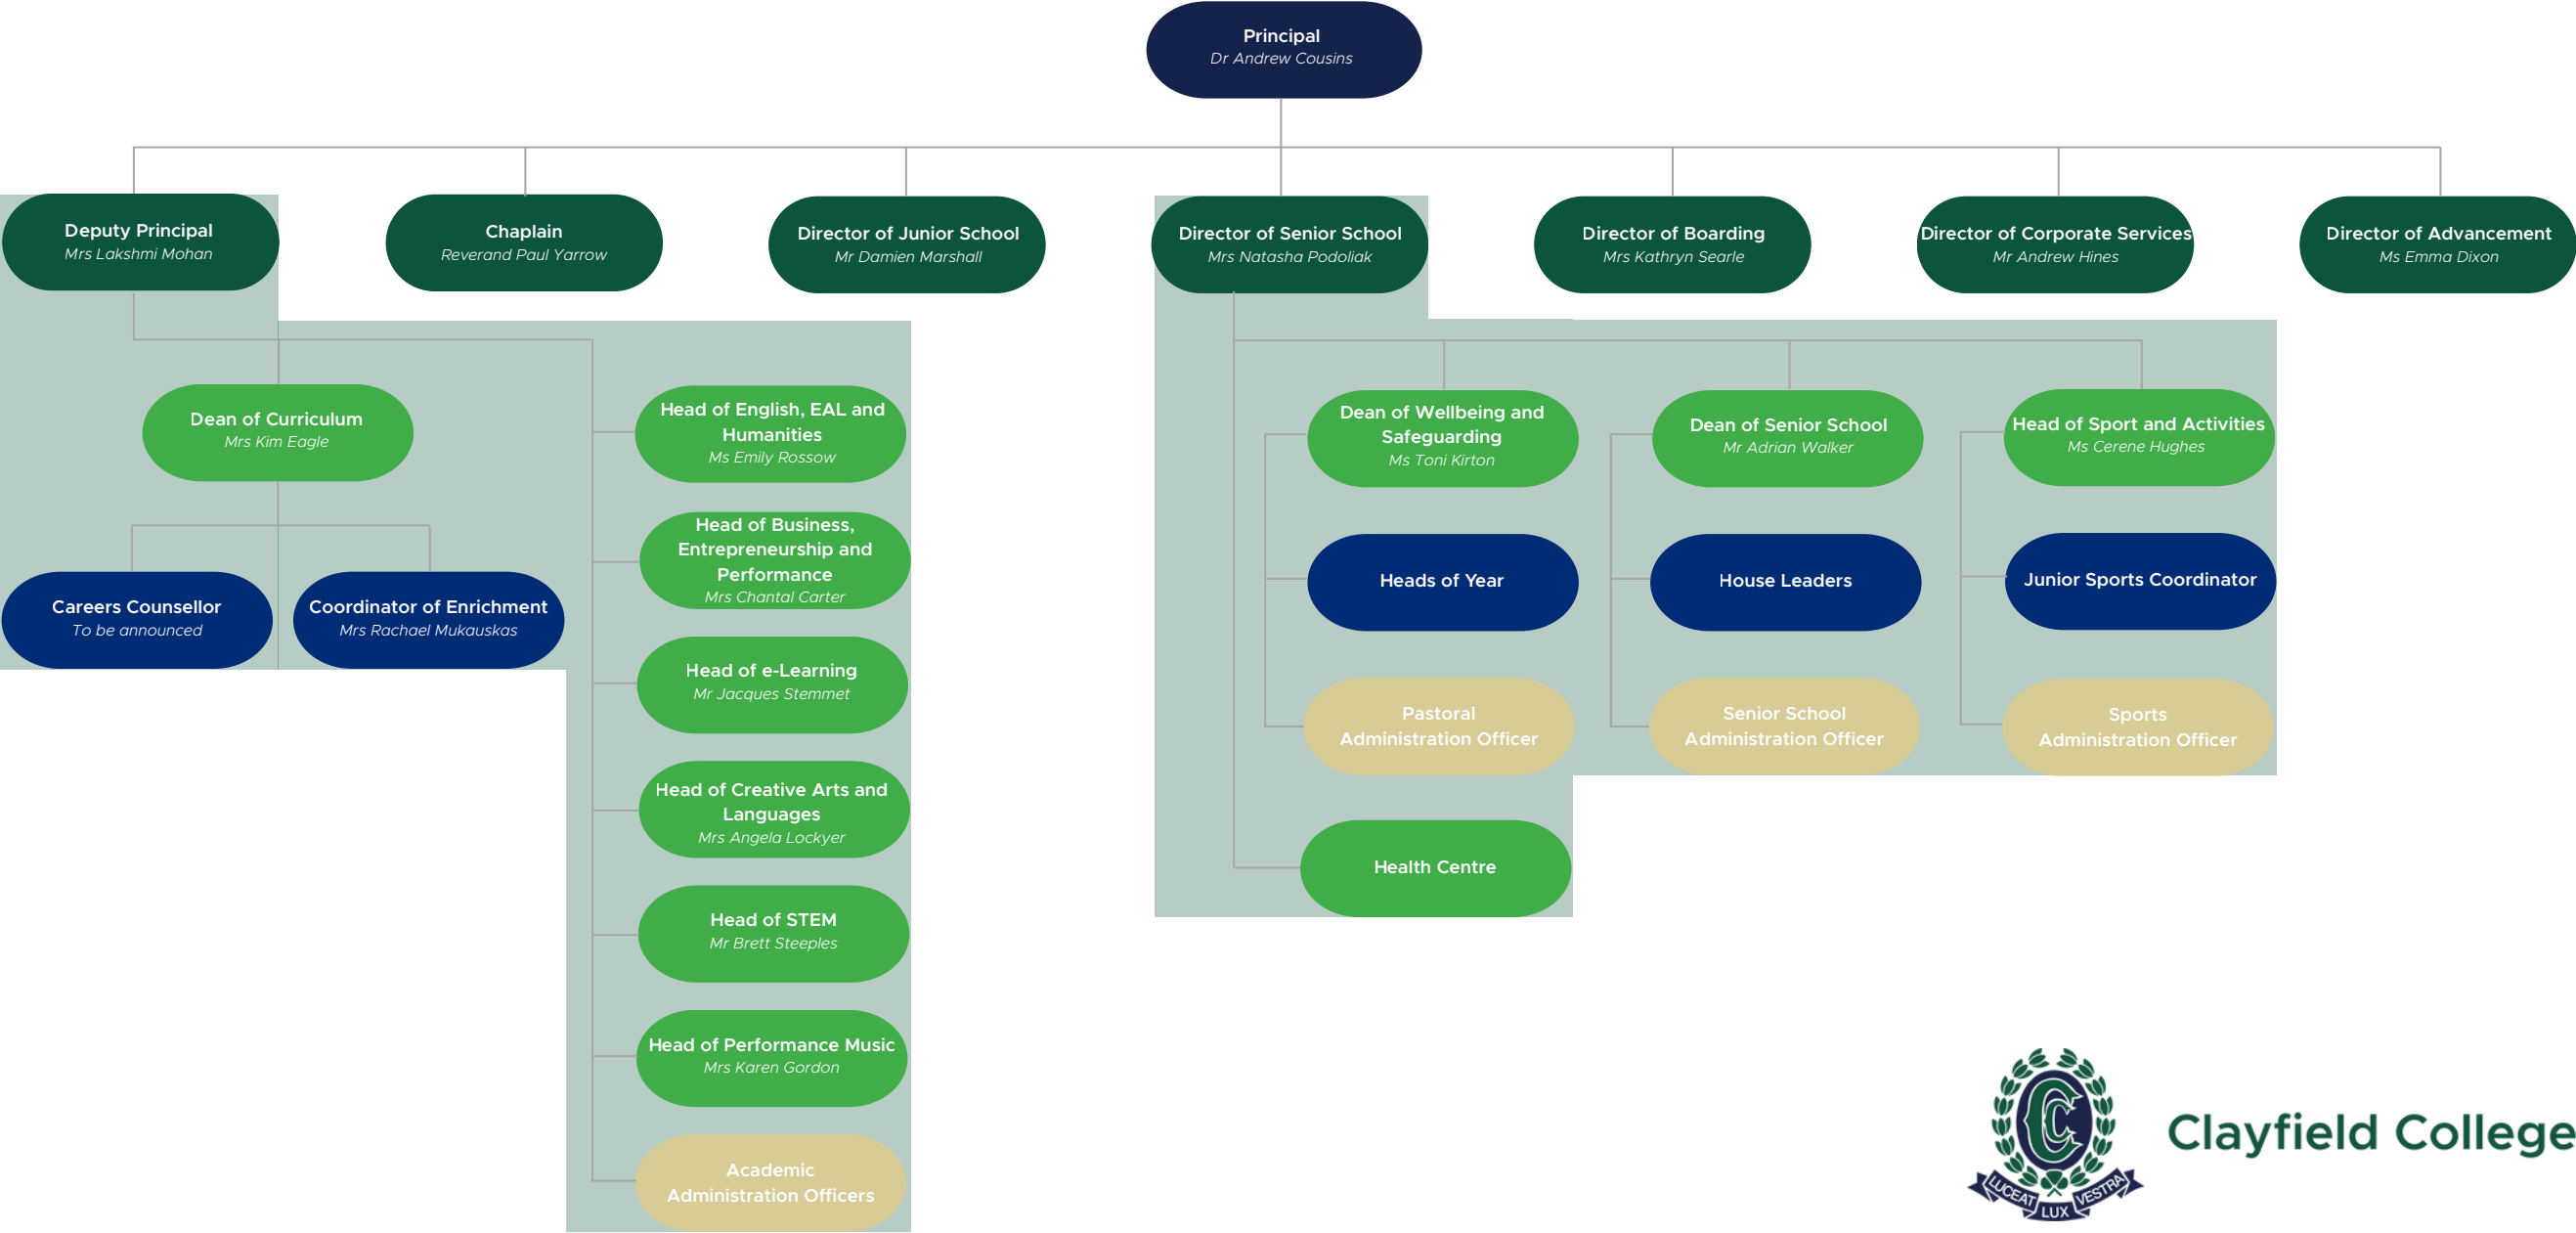 Principal
Dr Andrew Cousins
Deputy Principal
Mrs Lakshmi Mohan
Chaplain
Reverand Paul Yarrow
Director of Junior School
Mr Damien Marshall
Director of Senior School
Mrs Natasha Podoliak
Director of Boarding
Mrs Kathryn Searle
Director of Corporate Services
Mr Andrew Hines
Director of Advancement
Ms Emma Dixon
Dean of Curriculum
Mrs Kim Eagle
Careers Counsellor
To be announced
Coordinator of Enrichment
Mrs Rachael Mukauskas
Head of English, EAL and
Humanities
Ms Emily Rossow
Head of Business,
Entrepreneurship and
Performance
Mrs Chantal Carter
Head of e-Learning
Mr Jacques Stemmet
Head of Creative Arts and
Languages
Mrs Angela Lockyer
Head of STEM
Mr Brett Steeples
Head of Performance Music
Mrs Karen Gordon
Academic
Administration Officers
Dean of Wellbeing and
Safeguarding
Ms Toni Kirton
Heads of Year
Pastoral
Administration Officer
Dean of Senior School
Mr Adrian Walker
House Leaders
Senior School
Administration Officer
Head of Sport and Activities
Ms Cerene Hughes
Junior Sports Coordinator
Sports
Administration Officer
Health Centre
C
LUCEAT LUX VESTRA
Clayfield College